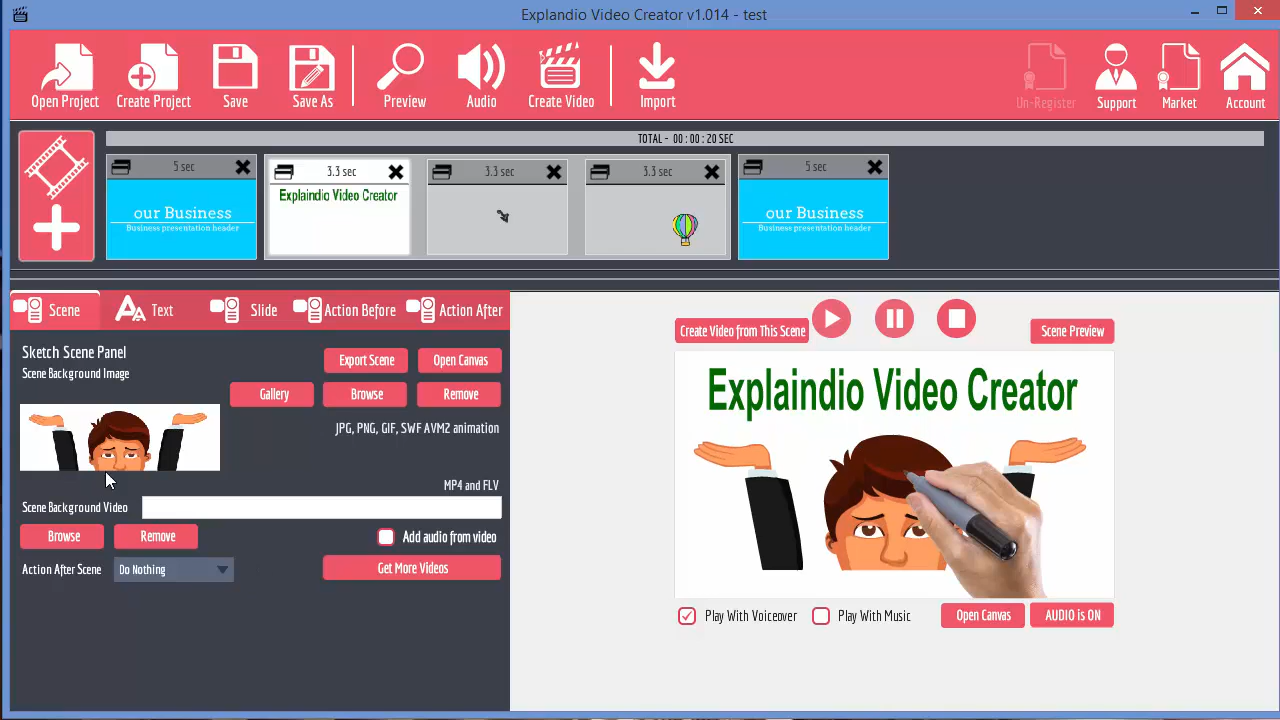 Explandio Video Creator v1.014 - test
Open Project
Create Project
Save
Save As
Preview
Audio
Create Video
Import
Un-Register
Support
Market
Account
TOTAL - 00 : 00 : 20 SEC
5 sec
3.3 sec
3.3 sec
3.3 sec
5 sec
our Business
Business presentation header
Explaindio Video Creator
our Business
Business presentation header
Scene
Text
Slide
Action Before
Action After
Sketch Scene Panel
Scene Background Image
Export Scene
Open Canvas
Gallery
Browse
Remove
JPG, PNG, GIF, SWF AVM2 animation
MP4 and FLV
Scene Background Video
Browse
Remove
Add audio from video
Action After Scene
Do Nothing
Get More Videos
Create Video from This Scene
Scene Preview
Explaindio Video Creator
Play With Voiceover
Play With Music
Open Canvas
AUDIO is ON